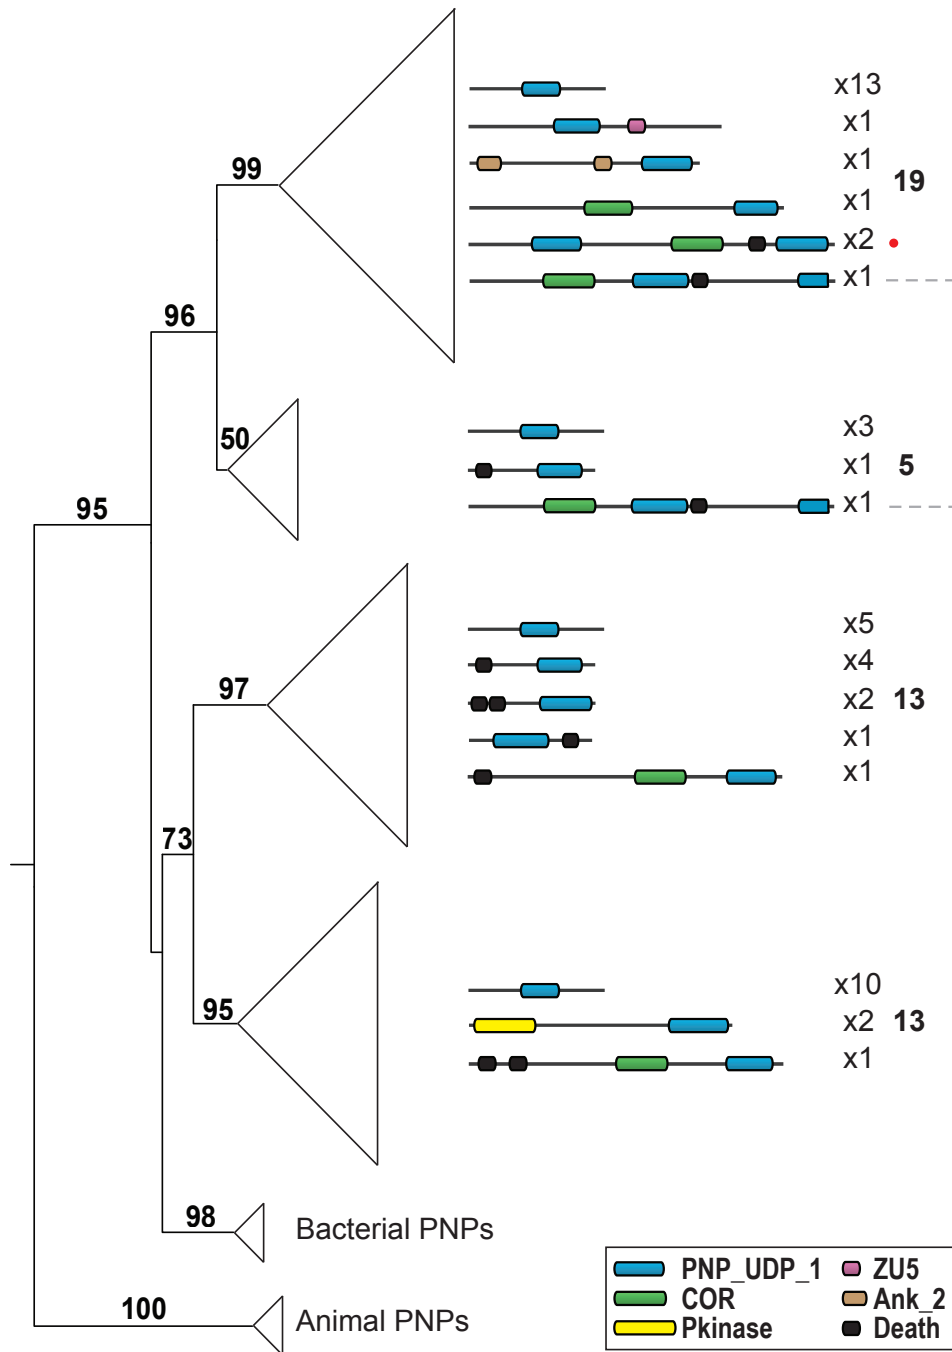 x13
x1
x1
99
19
x1
x2
x1
96
x3
50
x1 5
x1
95
x5
x4
97
x2 13
x1
x1
73
x10
95
x2 13
x1
98
Bacterial PNPs
100
Animal PNPs
PNP_UDP_1 ZU5
COR Ank_2
Pkinase Death